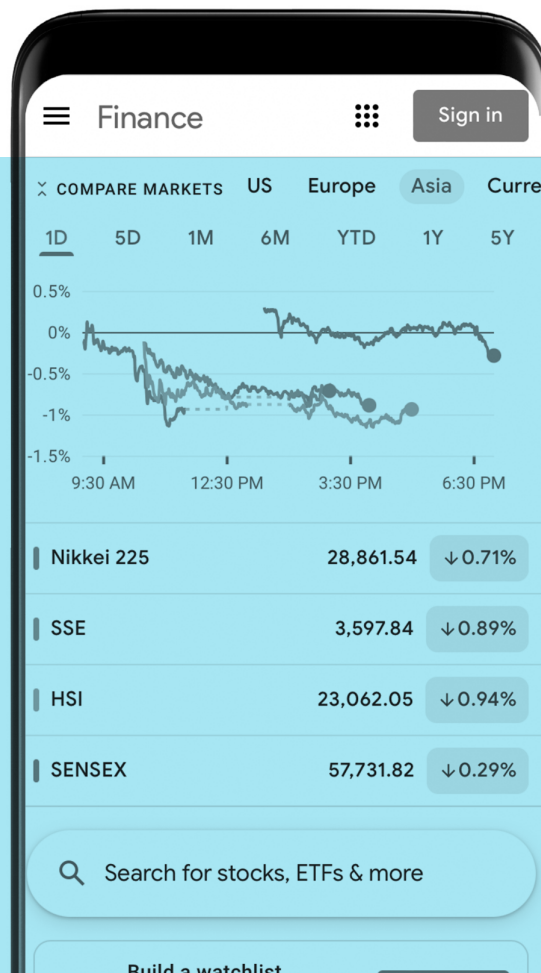 Finance
Sign in
COMPARE MARKETS US Europe Asia Curre
1D 5D 1M 6M YTD 1Y 5Y
0.5%
0%
-0.5%
-1%
-1.5%
9:30 AM 12:30 PM 3:30 PM 6:30 PM
Nikkei 225 28,861.54 ↓0.71%
SSE 3,597.84 ↓0.89%
HSI 23,062.05 ↓0.94%
SENSEX 57,731.82 ↓0.29%
Search for stocks, ETFs & more
Build a watchlist